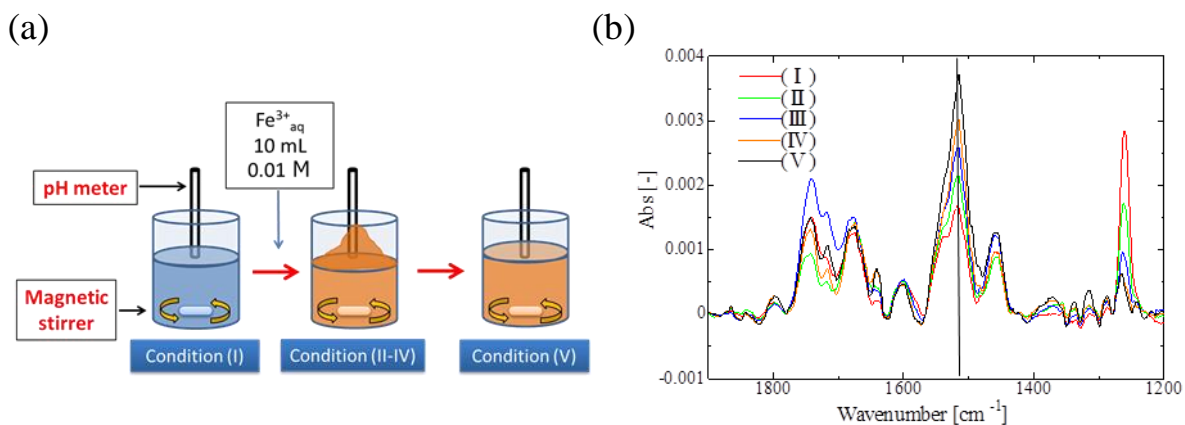 (a)
Fe³⁺aq
10 mL
0.01 M
pH meter
Magnetic
stirrer
Condition (I)
Condition (II-IV)
Condition (V)
(b)
0.004
0.003
0.002
0.001
0
-0.001
Abs [-]
(Ⅰ)
(Ⅱ)
(Ⅲ)
(Ⅳ)
(Ⅴ)
1800
1600
1400
1200
Wavenumber [cm⁻¹]